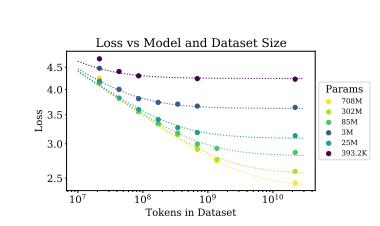 Loss vs Model and Dataset Size
Loss
4.5
4.0
3.5
3.0
2.5
10⁷
10⁸
10⁹
10¹⁰
Tokens in Dataset
Params
708M
302M
85M
3M
25M
393.2K